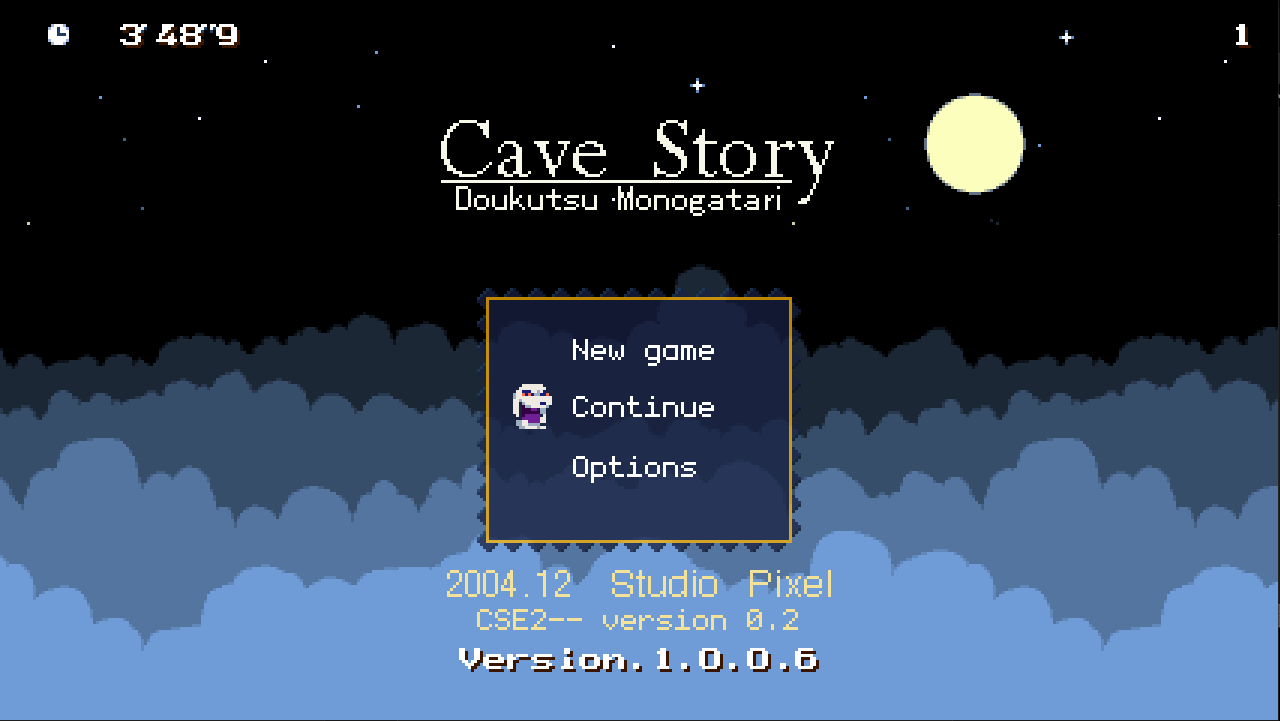 3'48"9
1
Cave Story
Doukutsu·Monogatari
New game
Continue
Options
2004.12 Studio Pixel
CSE2-- version 0.2
Version.1.0.0.6